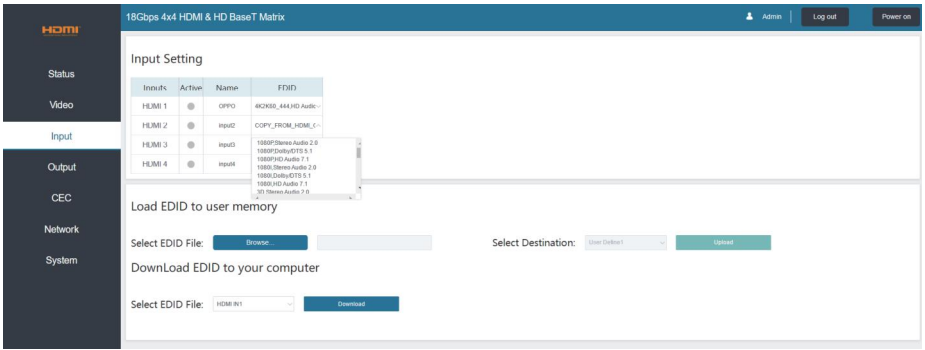 HDMI
18Gbps 4x4 HDMI & HD BaseT Matrix
Admin
Log out
Power on
Status
Video
Input
Output
CEC
Network
System
Input Setting
Inputs Active Name EDID
HDMI 1 OPPO 4K2K60_444,HD Audic
HDMI 2 input2 COPY_FROM_HDMI_(
HDMI 3 input3
HDMI 4 input4
1080P,Stereo Audio 2.0
1080P,Dolby/DTS 5.1
1080P,HD Audio 7.1
1080i,Stereo Audio 2.0
1080i,Dolby/DTS 5.1
1080i,HD Audio 7.1
3D,Stereo Audio 2.0
Load EDID to user memory
Select EDID File: Browse... Select Destination: User Define1 Upload
DownLoad EDID to your computer
Select EDID File: HDMI IN1 Download